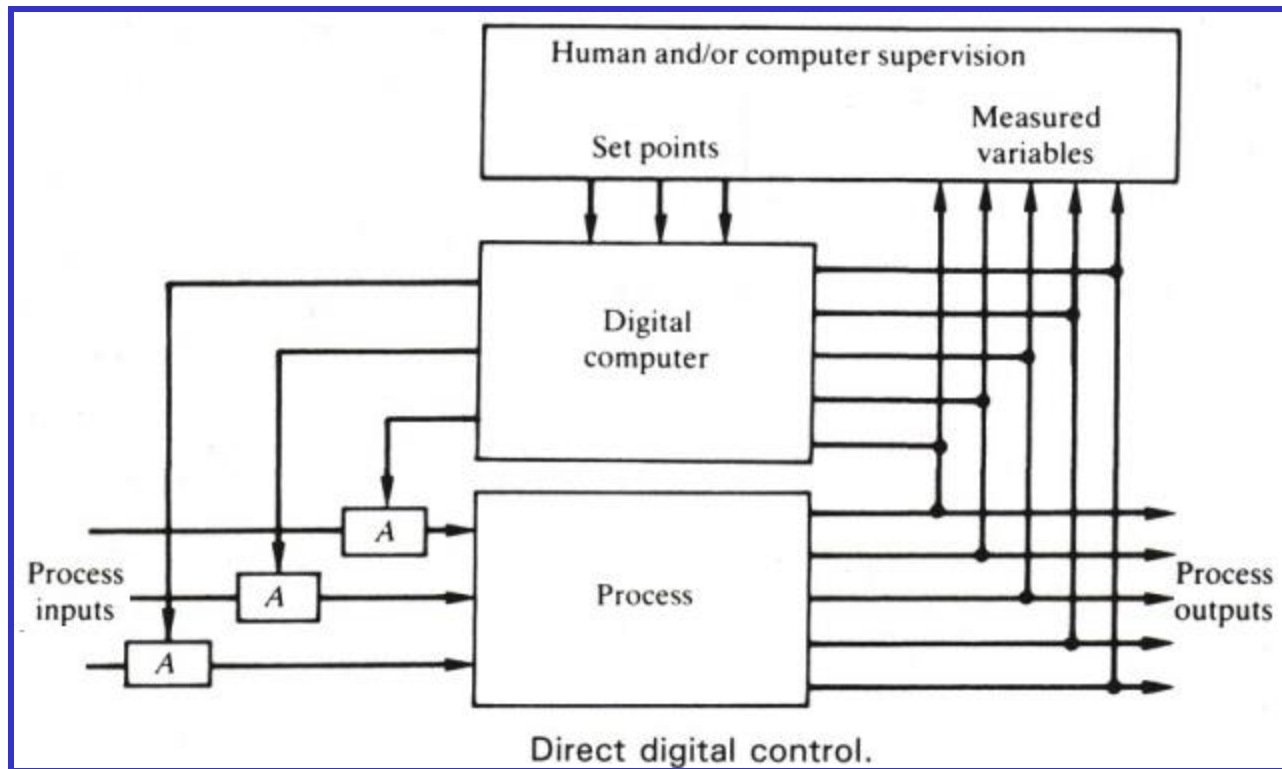 Human and/or computer supervision
Set points
Measured
variables
Digital
computer
A
A
A
Process
inputs
Process
Process
outputs
Direct digital control.